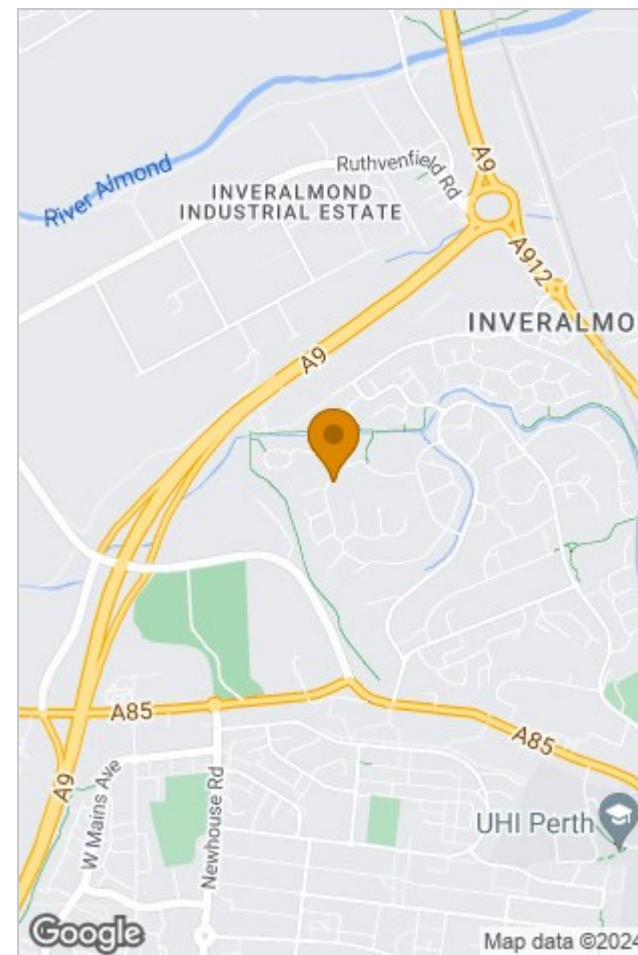 A9
Ruthvenfield Rd
River Almond
INVERALMOND
INDUSTRIAL ESTATE
A912
INVERALMO
A9
A85
A85
A9
W Mains Ave
Newhouse Rd
UHI Perth
Google
Map data ©2024